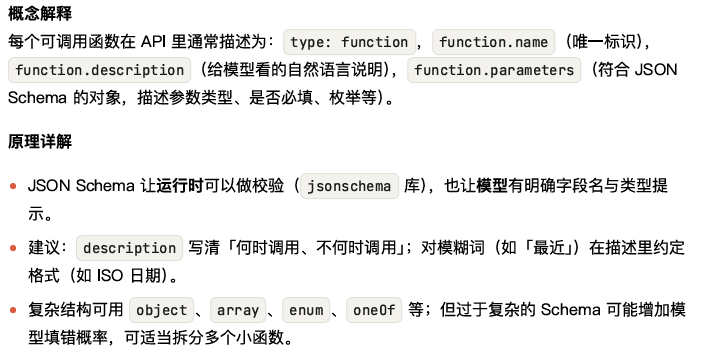 概念解释
每个可调用函数在 API 里通常描述为：type: function，function.name（唯一标识），
function.description（给模型看的自然语言说明），function.parameters（符合 JSON
Schema 的对象，描述参数类型、是否必填、枚举等）。
原理详解
• JSON Schema 让运行时可以做校验（jsonschema 库），也让模型有明确字段名与类型提
示。
• 建议：description 写清「何时调用、不何时调用」；对模糊词（如「最近」）在描述里约定
格式（如 ISO 日期）。
• 复杂结构可用 object、array、enum、oneOf 等；但过于复杂的 Schema 可能增加模
型填错概率，可适当拆分多个小函数。